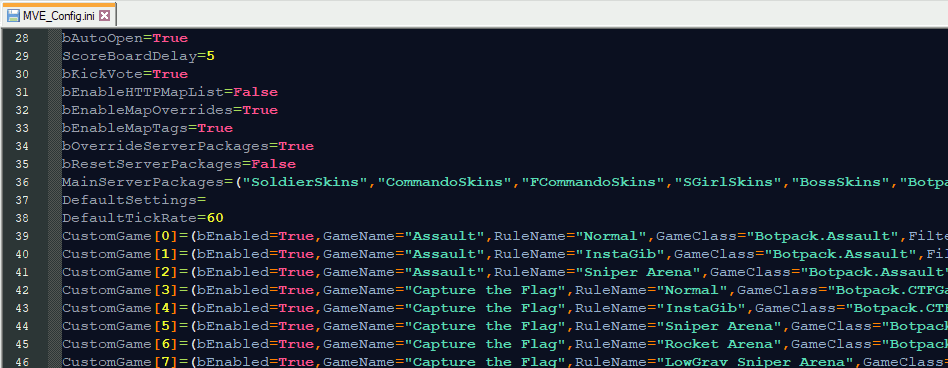 MVE_Config.ini
28 bAutoOpen=True
29 ScoreBoardDelay=5
30 bKickVote=True
31 bEnableHTTPMapList=False
32 bEnableMapOverrides=True
33 bEnableMapTags=True
34 bOverrideServerPackages=True
35 bResetServerPackages=False
36 MainServerPackages=("SoldierSkins","CommandoSkins","FCommandoSkins","SGirlSkins","BossSkins","Botpa
37 DefaultSettings=
38 DefaultTickRate=60
39 CustomGame[0]=(bEnabled=True,GameName="Assault",RuleName="Normal",GameClass="Botpack.Assault",Filte
40 CustomGame[1]=(bEnabled=True,GameName="Assault",RuleName="InstaGib",GameClass="Botpack.Assault",Fil
41 CustomGame[2]=(bEnabled=True,GameName="Assault",RuleName="Sniper Arena",GameClass="Botpack.Assault"
42 CustomGame[3]=(bEnabled=True,GameName="Capture the Flag",RuleName="Normal",GameClass="Botpack.CTFGa
43 CustomGame[4]=(bEnabled=True,GameName="Capture the Flag",RuleName="InstaGib",GameClass="Botpack.CTF
44 CustomGame[5]=(bEnabled=True,GameName="Capture the Flag",RuleName="Sniper Arena",GameClass="Botpack
45 CustomGame[6]=(bEnabled=True,GameName="Capture the Flag",RuleName="Rocket Arena",GameClass="Botpack
46 CustomGame[7]=(bEnabled=True,GameName="Capture the Flag",RuleName="LowGrav Sniper Arena",GameClass=